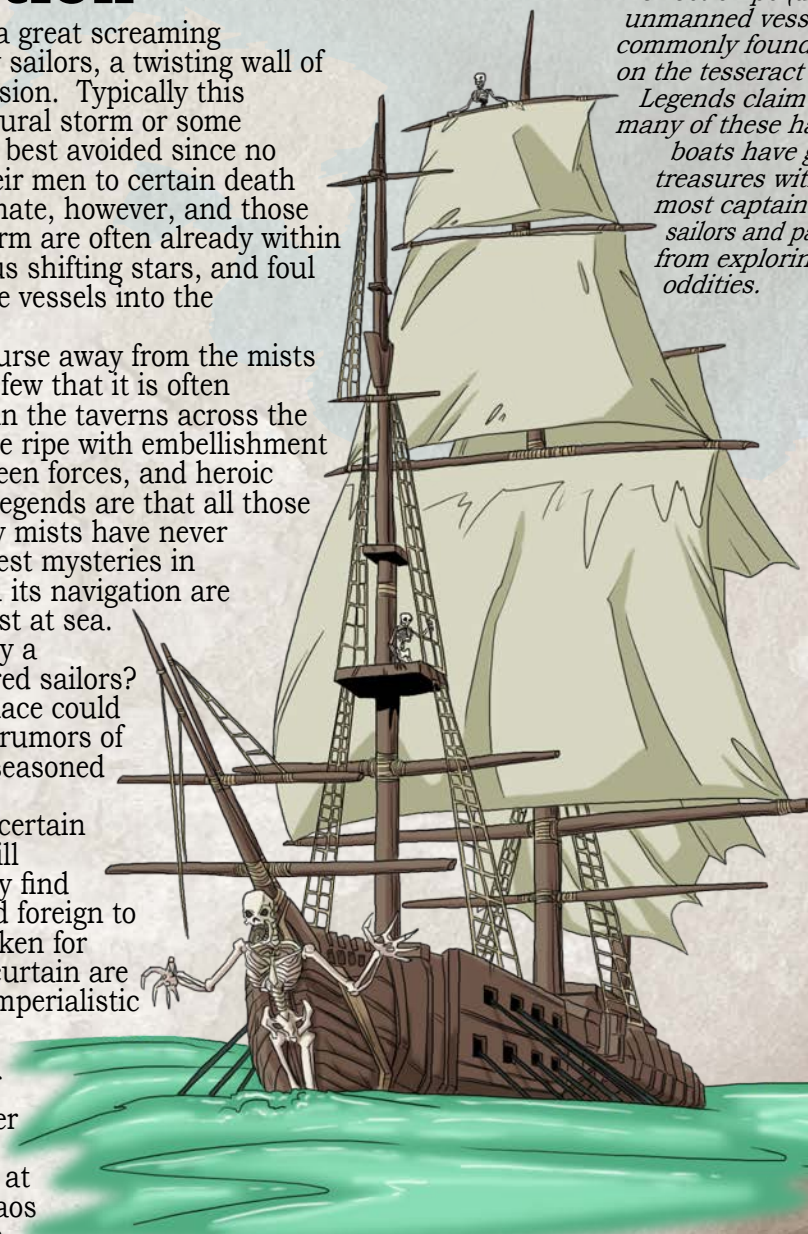 a great screaming
sailors, a twisting wall of
sion. Typically this
ural storm or some
best avoided since no
eir men to certain death
nate, however, and those
rm are often already within
us shifting stars, and foul
e vessels into the
urse away from the mists
few that it is often
in the taverns across the
e ripe with embellishment
een forces, and heroic
egends are that all those
y mists have never
est mysteries in
its navigation are
st at sea.
y a
red sailors?
lace could
rumors of
seasoned
certain
ill
y find
d foreign to
ken for
curtain are
mperialistic
er
at
aos
unmanned vess
commonly found
on the tesseract
Legends claim
many of these ha
boats have g
treasures wit
most captain
sailors and pa
from explorin
oddities.